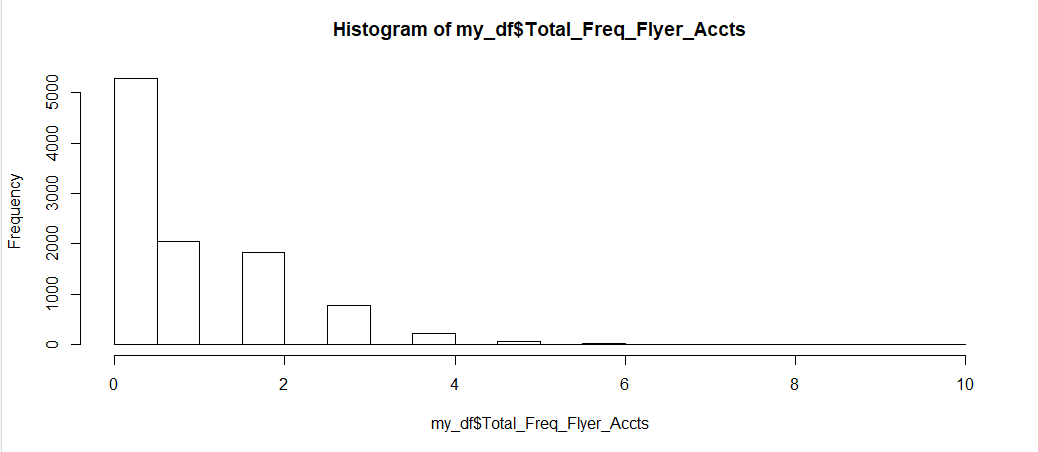 Histogram of my_df$Total_Freq_Flyer_Accts
Frequency
5000
4000
3000
2000
1000
0
0 2 4 6 8 10
my_df$Total_Freq_Flyer_Accts